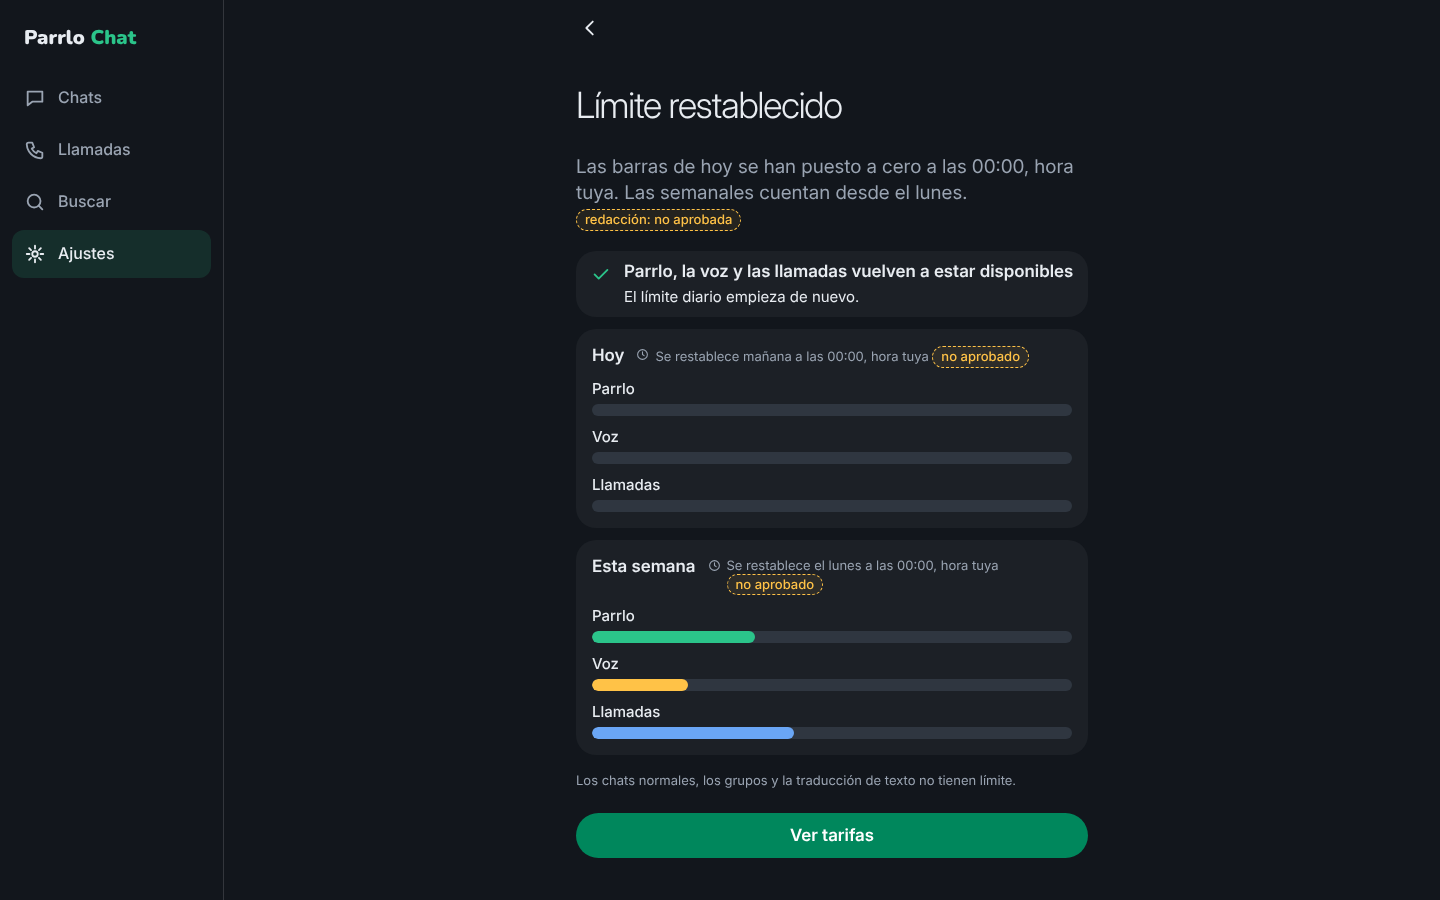 Parrlo Chat
Chats
Llamadas
Buscar
Ajustes
Límite restablecido
Las barras de hoy se han puesto a cero a las 00:00, hora
tuya. Las semanales cuentan desde el lunes.
redacción: no aprobada
Parrlo, la voz y las llamadas vuelven a estar disponibles
El límite diario empieza de nuevo.
Hoy Se restablece mañana a las 00:00, hora tuya no aprobado
Parrlo
Voz
Llamadas
Esta semana Se restablece el lunes a las 00:00, hora tuya
no aprobado
Parrlo
Voz
Llamadas
Los chats normales, los grupos y la traducción de texto no tienen límite.
Ver tarifas